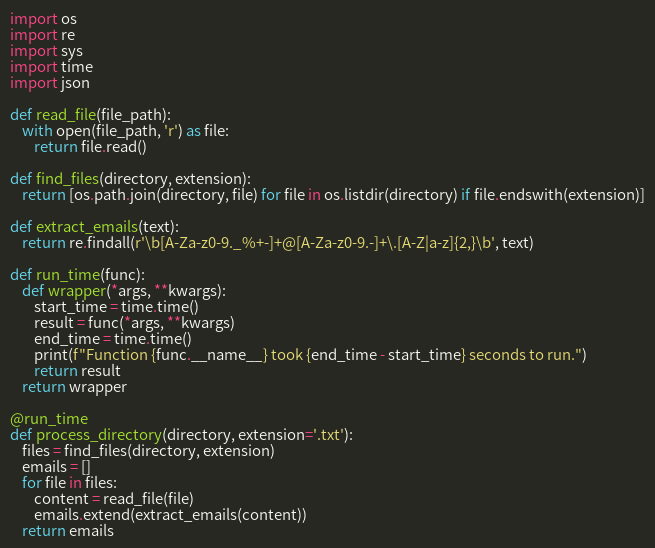 import os
import re
import sys
import time
import json
def read_file(file_path):
    with open(file_path, 'r') as file:
        return file.read()
def find_files(directory, extension):
    return [os.path.join(directory, file) for file in os.listdir(directory) if file.endswith(extension)]
def extract_emails(text):
    return re.findall(r'\b[A-Za-z0-9._%+-]+@[A-Za-z0-9.-]+\.[A-Z|a-z]{2,}\b', text)
def run_time(func):
    def wrapper(*args, **kwargs):
        start_time = time.time()
        result = func(*args, **kwargs)
        end_time = time.time()
        print(f"Function {func.__name__} took {end_time - start_time} seconds to run.")
        return result
    return wrapper
@run_time
def process_directory(directory, extension='.txt'):
    files = find_files(directory, extension)
    emails = []
    for file in files:
        content = read_file(file)
        emails.extend(extract_emails(content))
    return emails